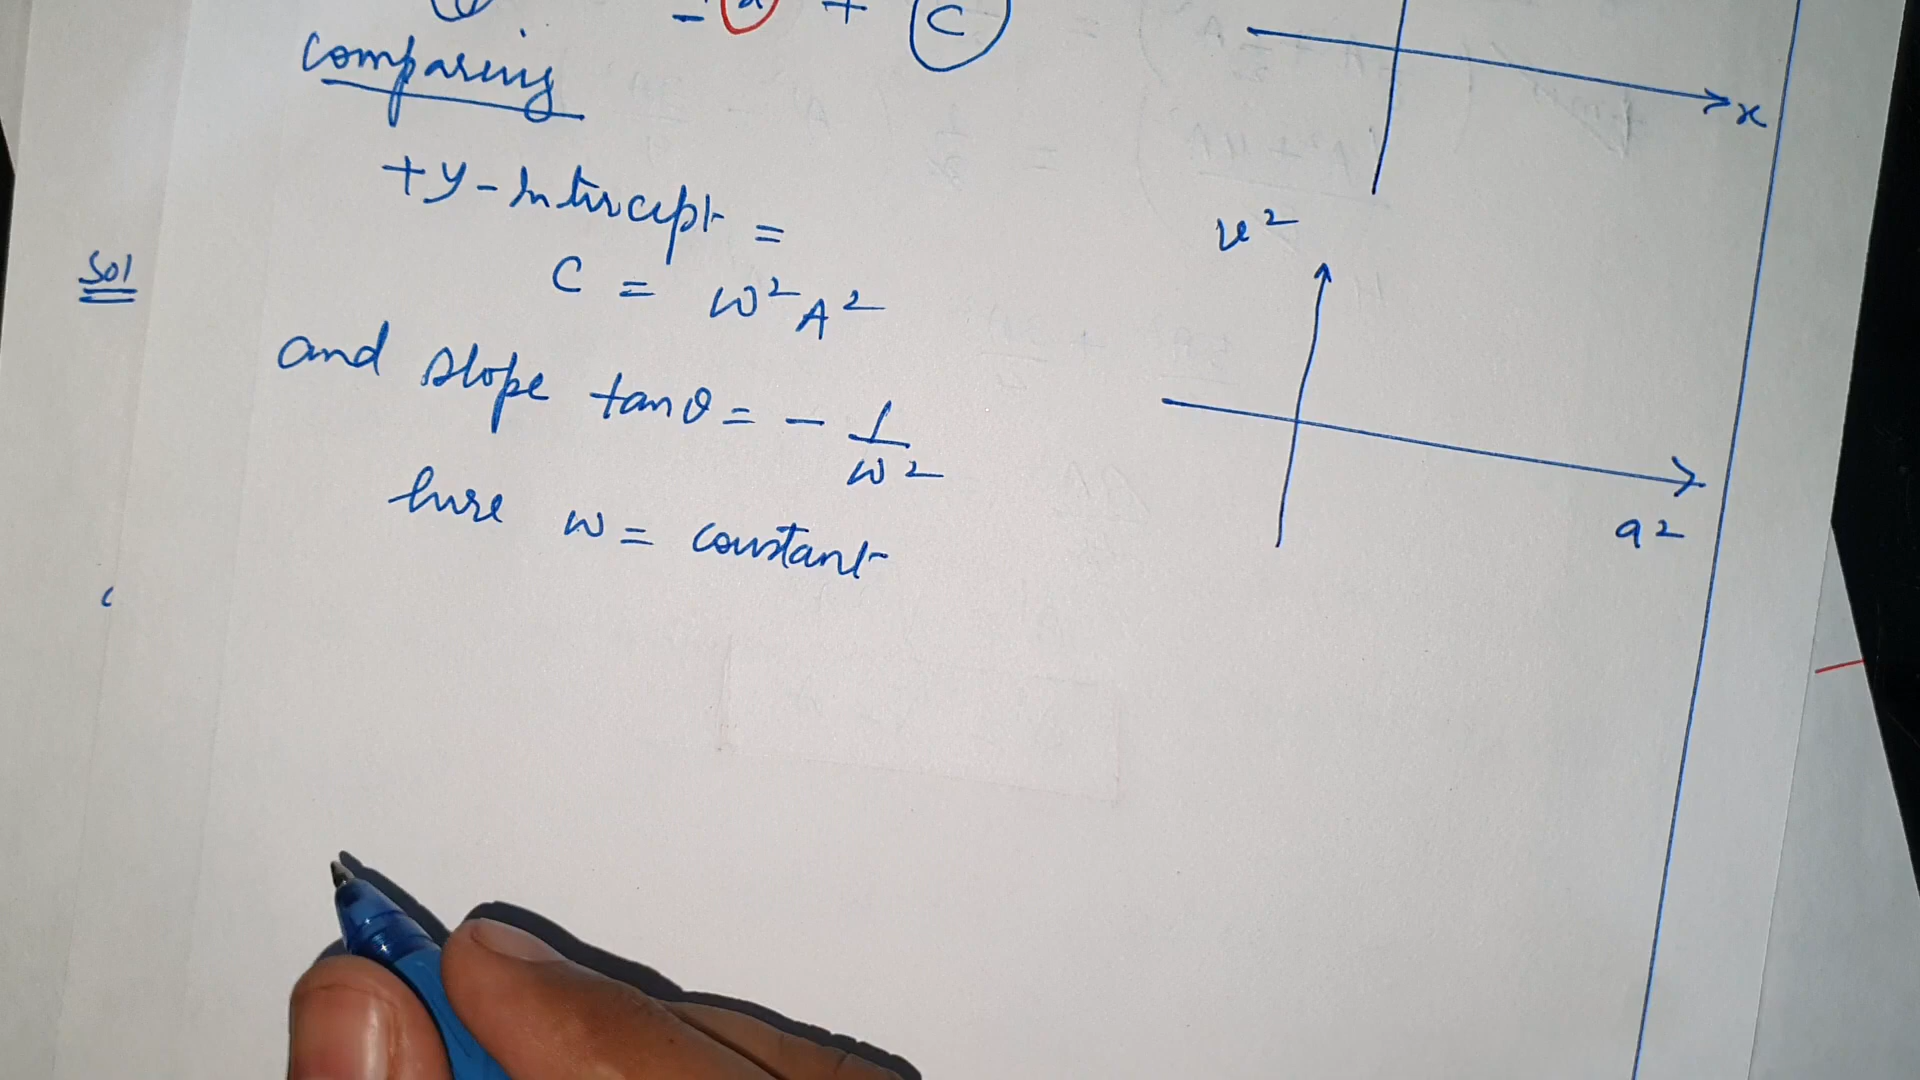 + C
comparing
x
+y-Intercept =
Sol
C = ω²A²
and slope tanθ = - 1/ω²
here ω = constant
v²
a²